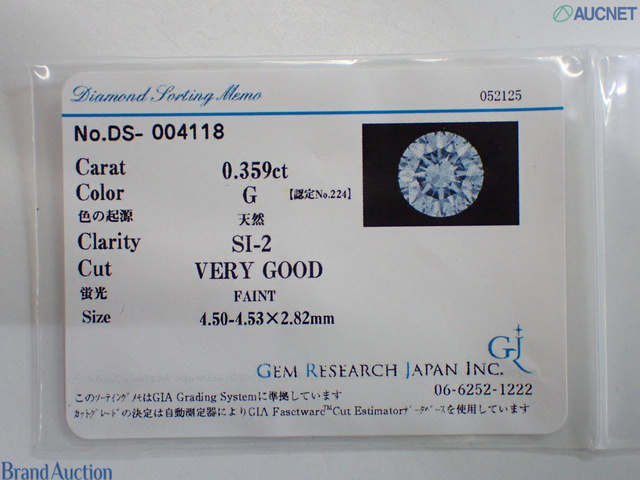 AUCNET
Diamond Sorting Memo 052125
No.DS- 004118
Carat 0.359ct
Color G 【認定No.224】
色の起源 天然
Clarity SI-2
Cut VERY GOOD
蛍光 FAINT
Size 4.50-4.53×2.82mm
GJ
GEM RESEARCH JAPAN INC.
06-6252-1222
このソーティングメモはGIA Grading Systemに準拠しています
カットグレードの決定は自動測定器によりGIA Fasctware™Cut Estimatorデータベースを使用しています
Brand Auction